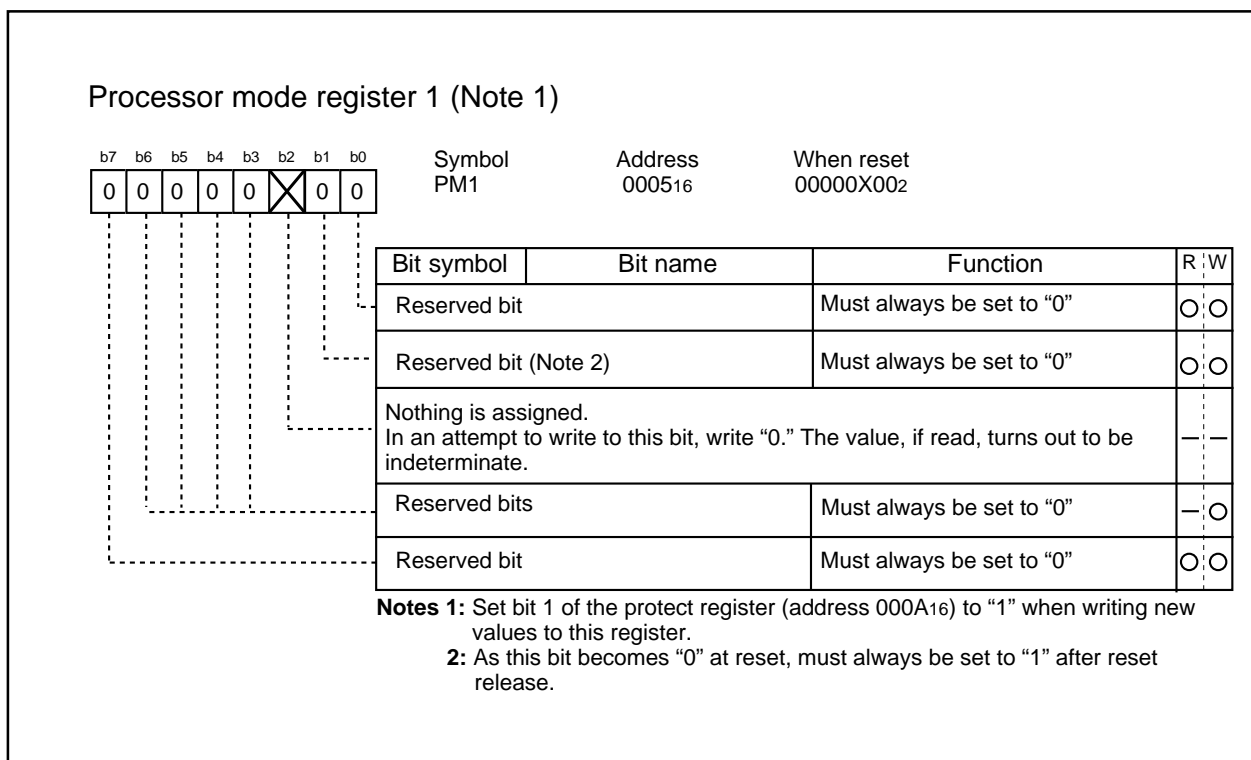 Processor mode register 1 (Note 1)
b7 b6 b5 b4 b3 b2 b1 b0
0 0 0 0 0 0 0
Symbol Address When reset
PM1 000516 00000X002
Bit symbol Bit name Function R W
Reserved bit Must always be set to “0”
Reserved bit (Note 2) Must always be set to “0”
Nothing is assigned.
In an attempt to write to this bit, write “0.” The value, if read, turns out to be
indeterminate.
– –
Reserved bits Must always be set to “0” –
Reserved bit Must always be set to “0”
Notes 1: Set bit 1 of the protect register (address 000A16) to “1” when writing new
values to this register.
2: As this bit becomes “0” at reset, must always be set to “1” after reset
release.